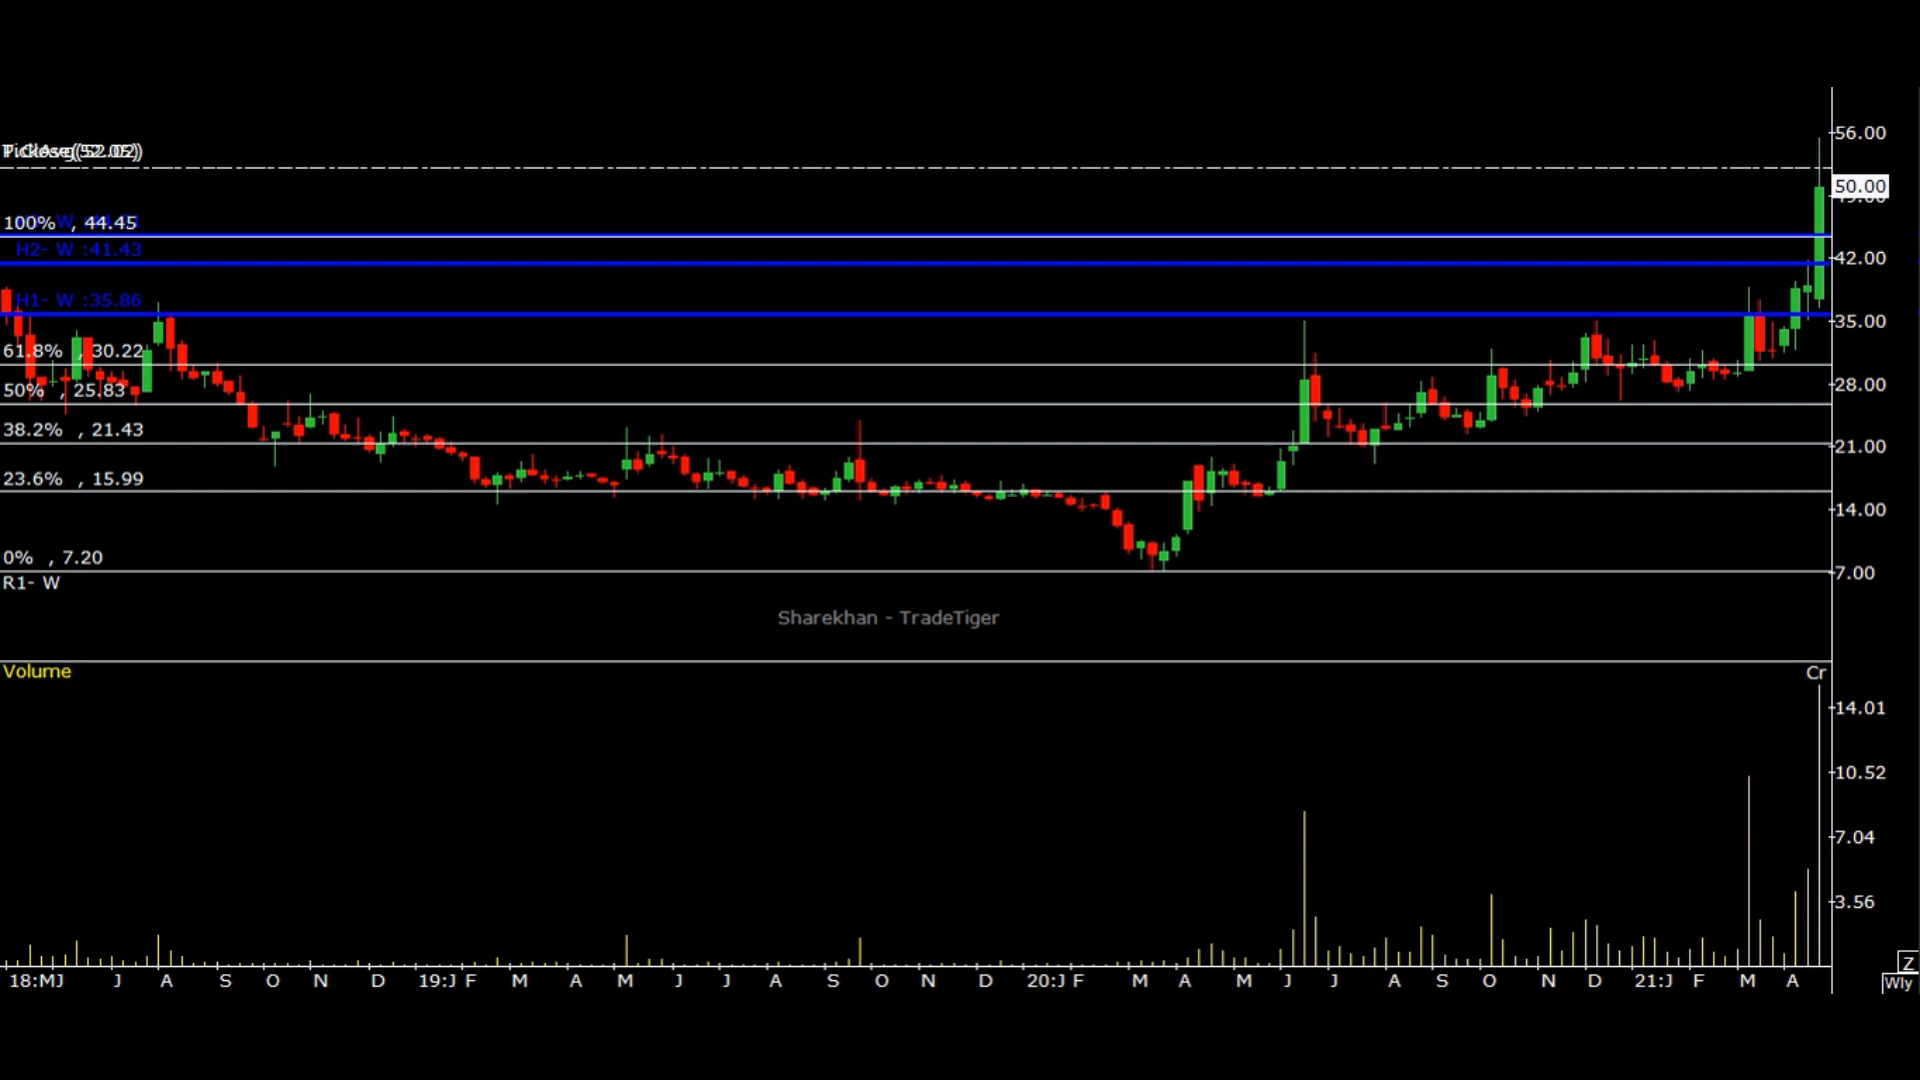 56.00
50.00
100% , 44.45
H2- W :41.43
42.00
H1- W :35.86
35.00
61.8% , 30.22
50% , 25.83
28.00
38.2% , 21.43
21.00
23.6% , 15.99
14.00
0% , 7.20
7.00
R1- W
Sharekhan - TradeTiger
Volume
Cr
14.01
10.52
7.04
3.56
18:MJ J A S O N D 19:J F M A M J J A S O N D 20:J F M A M J J A S O N D 21:J F M A
Z
Wly